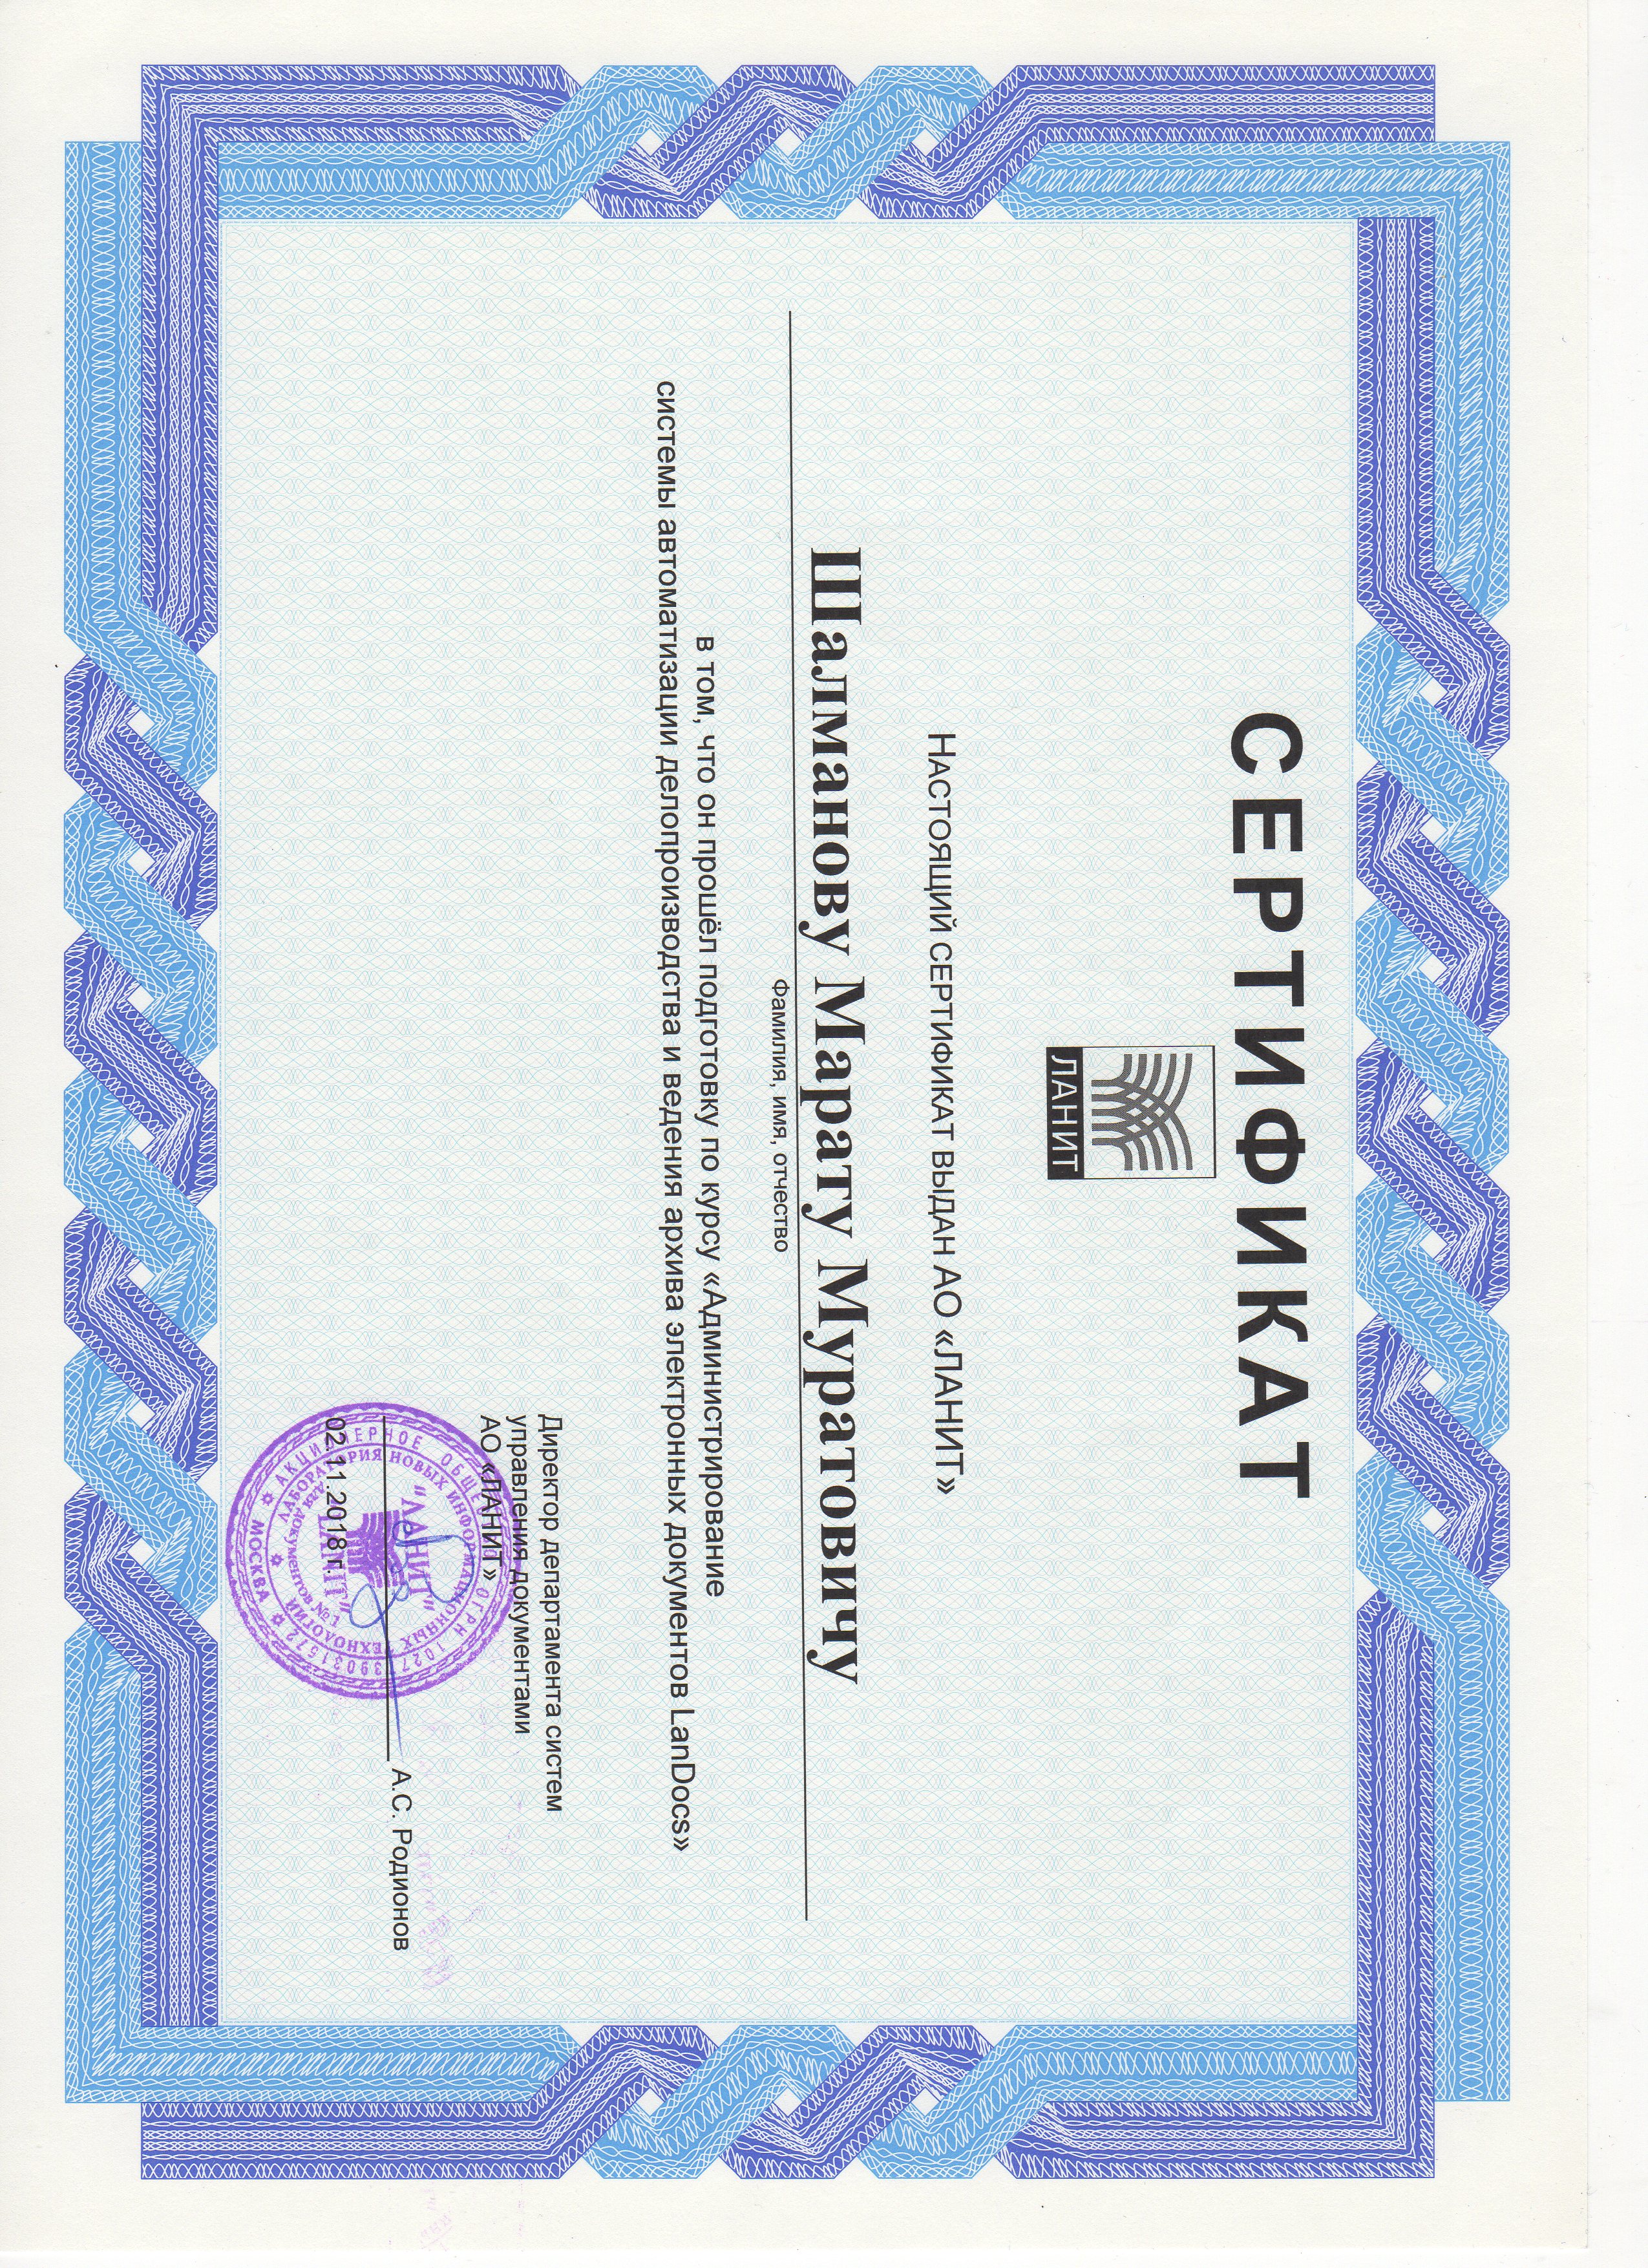 СЕРТИФИКАТ
ЛАНИТ
НАСТОЯЩИЙ СЕРТИФИКАТ ВЫДАН АО «ЛАНИТ»
Шалманову Марату Муратовичу
Фамилия, имя, отчество
в том, что он прошёл подготовку по курсу «Администрирование
системы автоматизации делопроизводства и ведения архива электронных документов LanDocs»
Директор департамента систем
управления документами
АО «ЛАНИТ»
А.С. Родионов
02.11.2018 г.
АКЦИОНЕРНОЕ ОБЩЕСТВО ОГРН 1027739031572
МОСКВА
ЛАБОРАТОРИЯ НОВЫХ ИНФОРМАЦИОННЫХ ТЕХНОЛОГИЙ
"ЛАНИТ"
"LANIT"
для документов №1